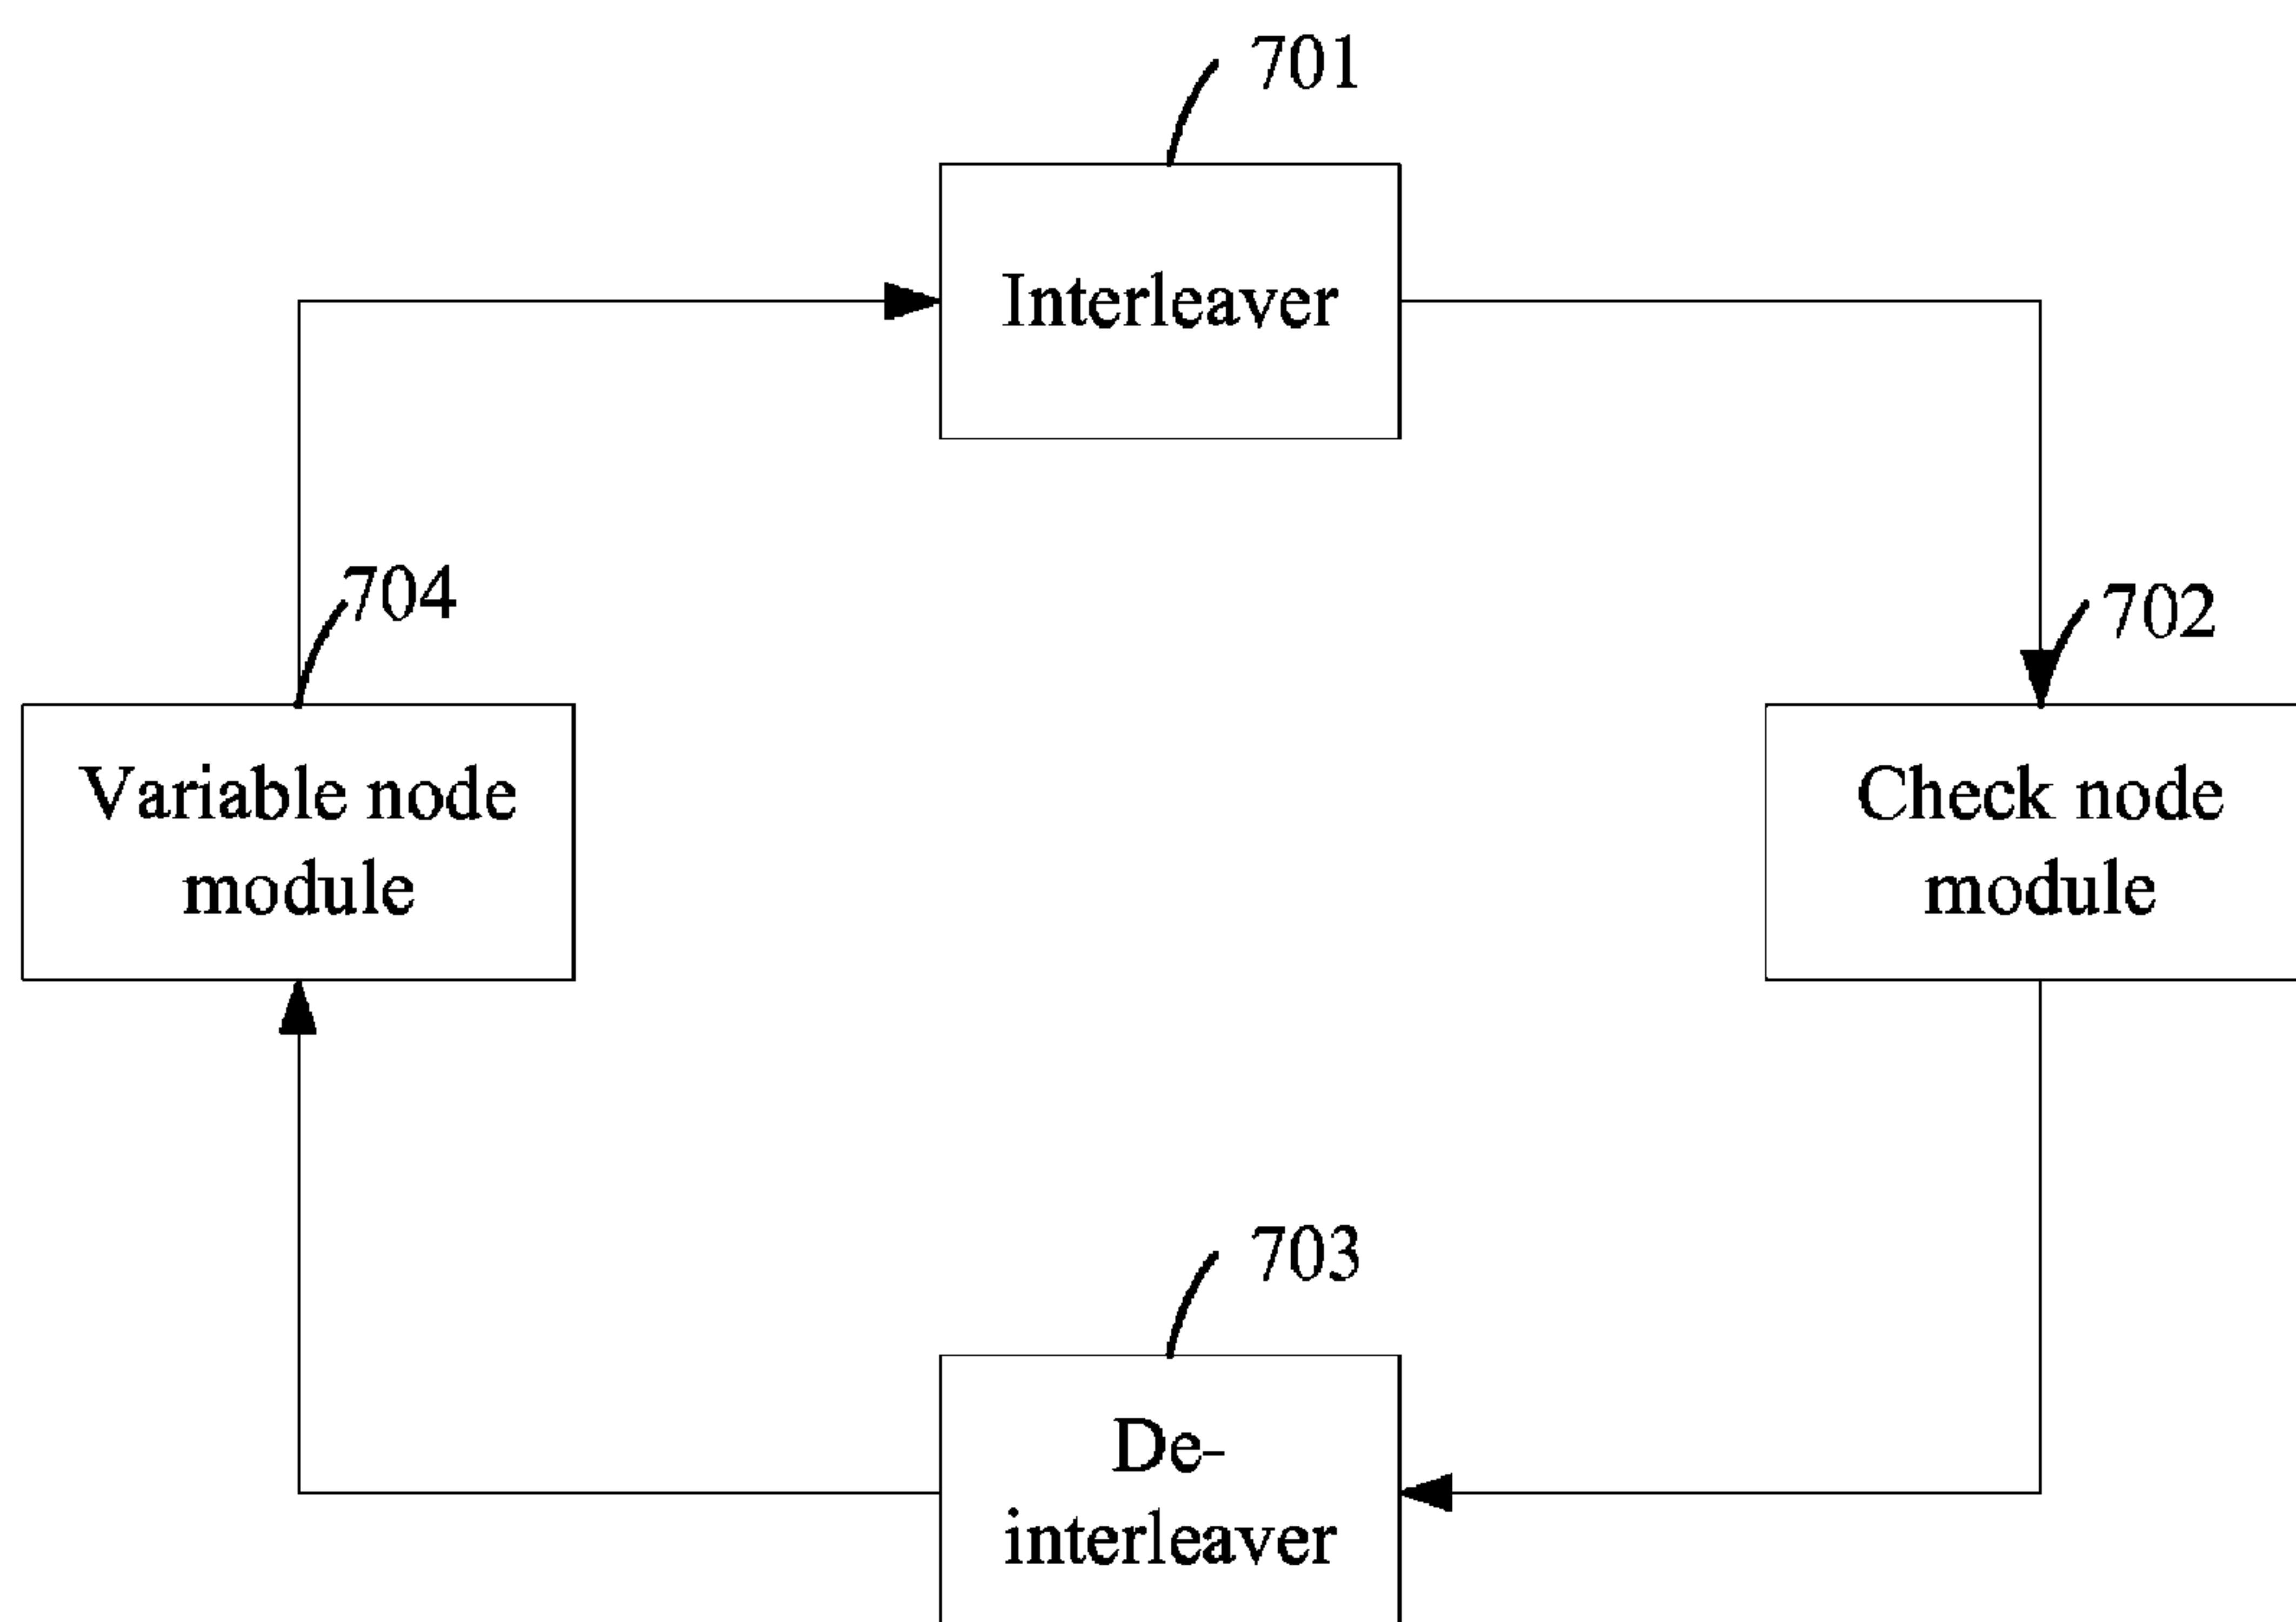 701
Interleaver
704
702
Variable node
module
Check node
module
703
De-
interleaver